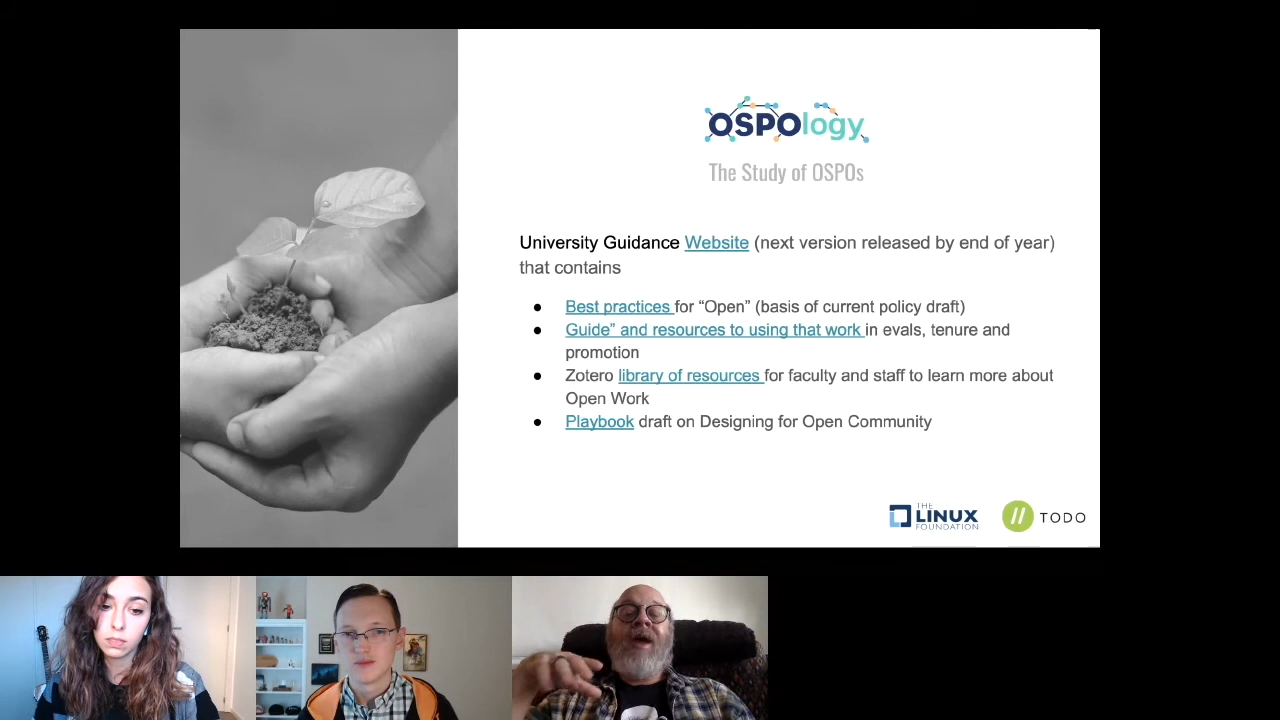 OSPOlogy
The Study of OSPOs
University Guidance Website (next version released by end of year)
that contains
● Best practices for “Open” (basis of current policy draft)
● Guide” and resources to using that work in evals, tenure and
promotion
● Zotero library of resources for faculty and staff to learn more about
Open Work
● Playbook draft on Designing for Open Community
THE
LINUX
FOUNDATION
TODO